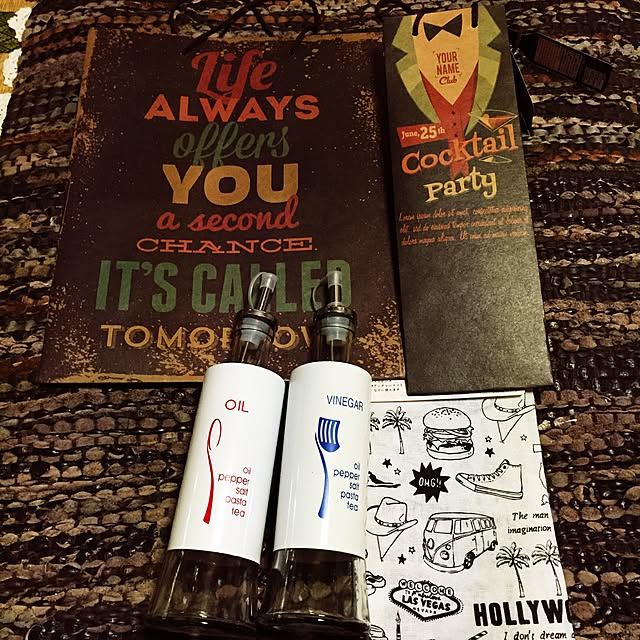 Life
ALWAYS
offers
YOU
a second
CHANCE.
IT'S CALLED
TOMORROW
YOUR
NAME
Club
June, 25th
Cocktail
Party
OIL
oil
pepper
salt
pasta
tea
VINEGAR
oil
pepper
salt
pasta
tea
OMG!!
The man
imagination
WELCOME
LAS VEGAS
HOLLYW
I don't dream